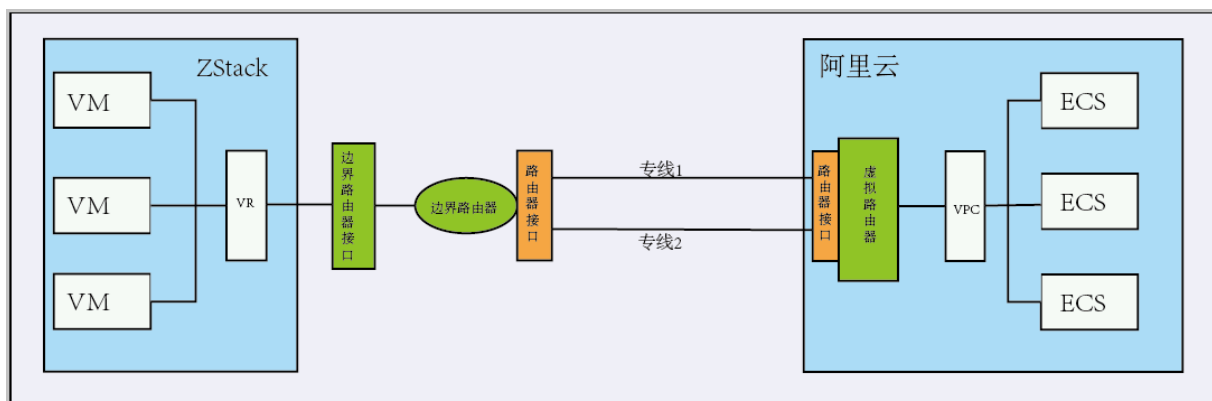 ZStack
VM
VM
VM
VR
边界路由器接口
边界路由器
路由器接口
专线1
专线2
阿里云
路由器接口
虚拟路由器
VPC
ECS
ECS
ECS